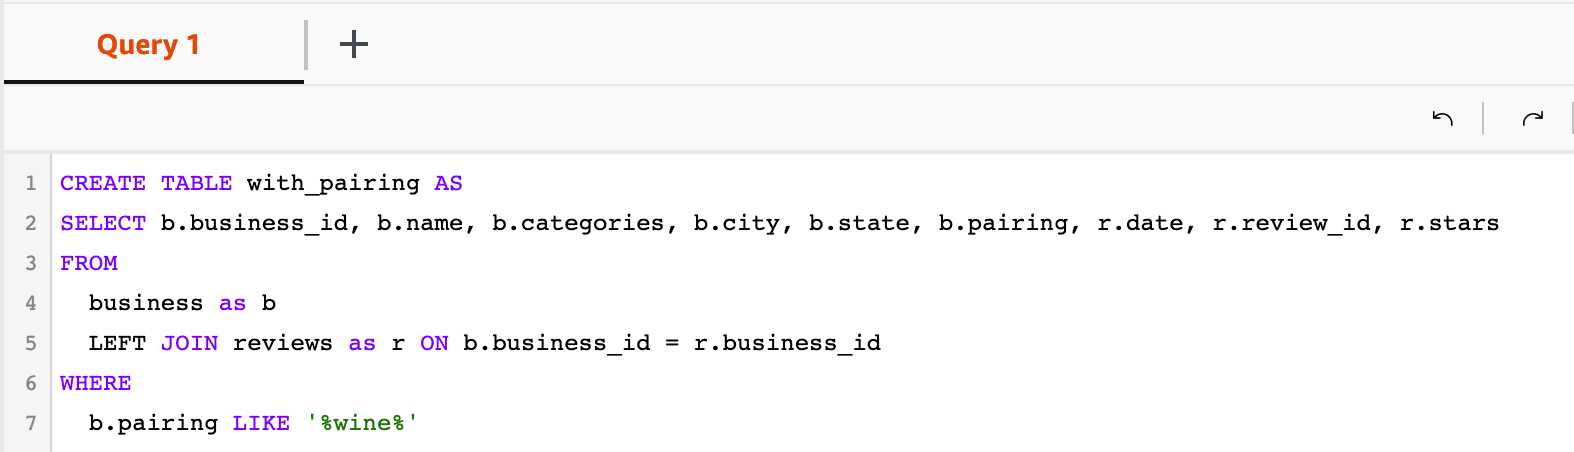 Query 1 +
1 CREATE TABLE with_pairing AS
2 SELECT b.business_id, b.name, b.categories, b.city, b.state, b.pairing, r.date, r.review_id, r.stars
3 FROM
4 business as b
5 LEFT JOIN reviews as r ON b.business_id = r.business_id
6 WHERE
7 b.pairing LIKE '%wine%'